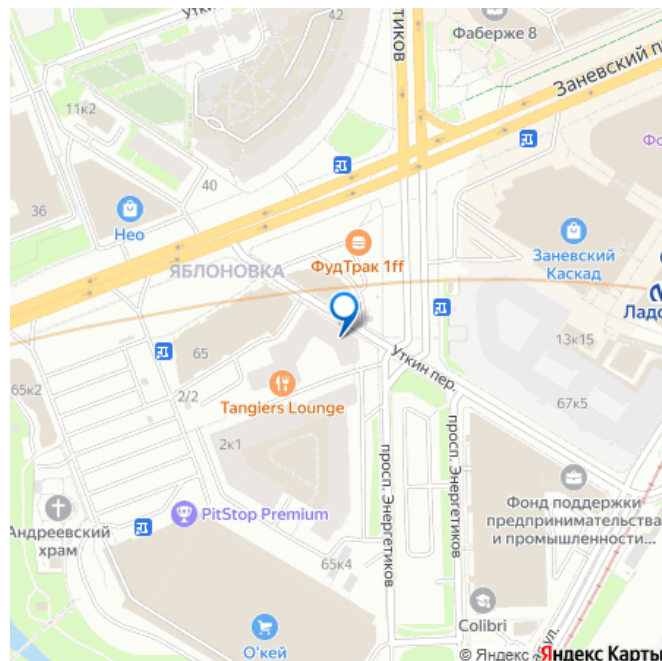 42
Фаберже 8
Заневский п
11к2
40
36
Нео
ЯБЛОНОВКА
ФудТрак 1ff
Заневский
Каскад
Ладо
13к15
65
65к2
2/2
Уткин пер.
67к5
Tangiers Lounge
2к1
просп. Энергетиков
просп. Энергетиков
PitStop Premium
Андреевский
храм
Фонд поддержки
предпринимательства
и промышленности...
65к4
Colibri
О'кей
© Яндекс Яндекс Карты